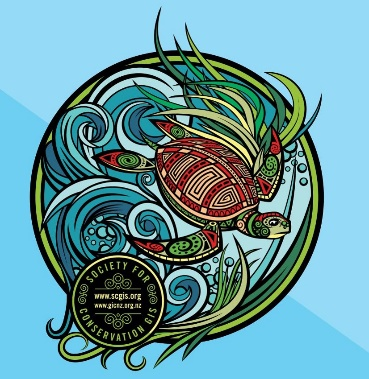 SOCIETY FOR
www.scgis.org
www.gicnz.org.nz
CONSERVATION GIS